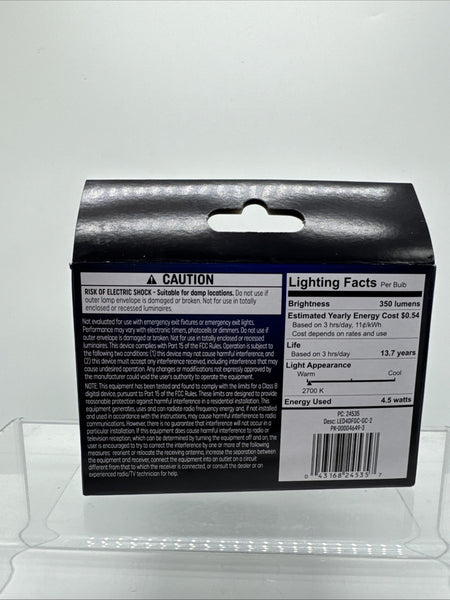 CAUTION
RISK OF ELECTRIC SHOCK - Suitable for damp locations. Do not use if
outer lamp envelope is damaged or broken. Not for use in totally
enclosed or recessed luminaires.
Not evaluated for use with emergency exit fixtures or emergency exit lights.
Performance may vary with electronic timers, photocells or dimmers. Do not use if
outer envelope is damaged or broken. Not for use in totally enclosed or recessed
luminaires. This device complies with Part 15 of the FCC Rules. Operation is subject to
the following two conditions: (1) this device may not cause harmful interference, and
(2) this device must accept any interference received, including interference that may
cause undesired operation. Any changes or modifications not expressly approved by
the manufacturer could void the user's authority to operate the equipment.
NOTE: This equipment has been tested and found to comply with the limits for a Class B
digital device, pursuant to Part 15 of the FCC Rules. These limits are designed to provide
reasonable protection against harmful interference in a residential installation. This
equipment generates, uses and can radiate radio frequency energy and, if not installed
and used in accordance with the instructions, may cause harmful interference to radio
communications. However, there is no guarantee that interference will not occur in a
particular installation. If this equipment does cause harmful interference to radio or
television reception, which can be determined by turning the equipment off and on, the
user is encouraged to try to correct the interference by one or more of the following
measures: reorient or relocate the receiving antenna; increase the separation between
the equipment and receiver; connect the equipment into an outlet on a circuit
different from that to which the receiver is connected; or consult the dealer or an
experienced radio/TV technician for help.
Lighting Facts Per Bulb
Brightness 350 lumens
Estimated Yearly Energy Cost $0.54
Based on 3 hrs/day, 11¢/kWh
Cost depends on rates and use
Life
Based on 3 hrs/day 13.7 years
Light Appearance
Warm Cool
2700 K
Energy Used 4.5 watts
PC: 24535
Desc: LED4DFGC-GC-2
PK-00004649-3
0 43168 24535 7